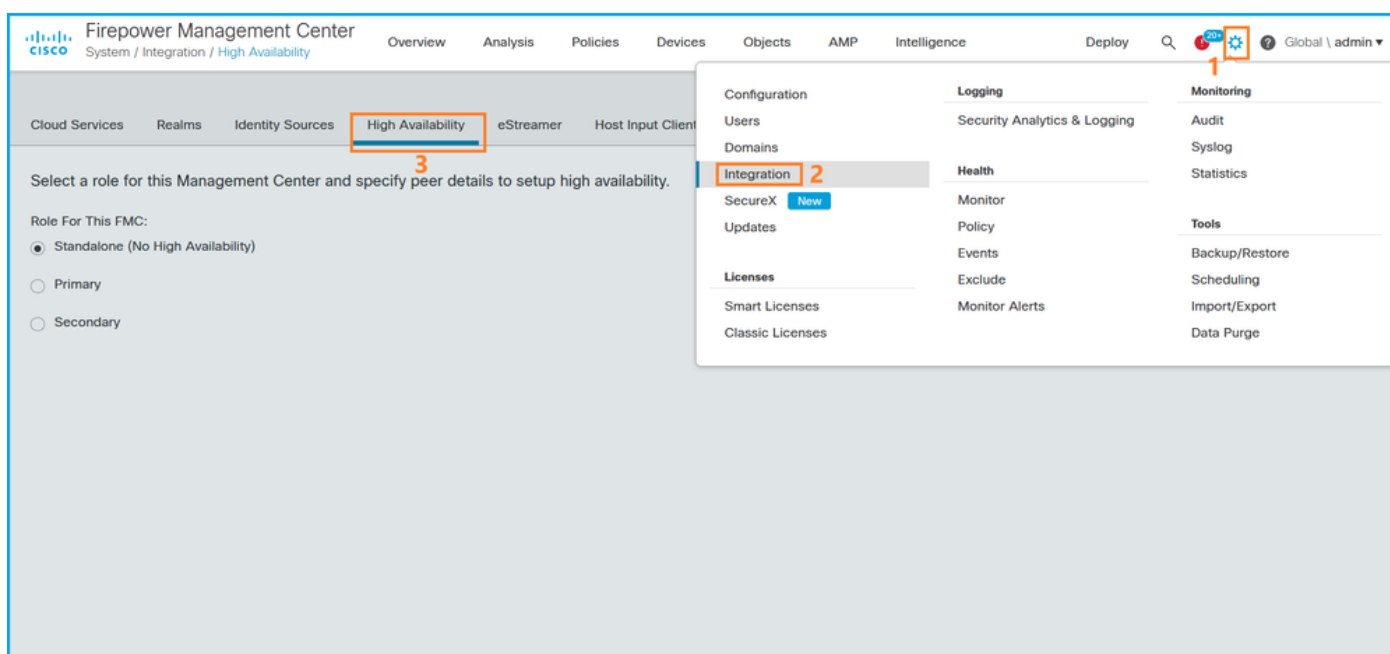 Firepower Management Center
CISCO System / Integration / High Availability
Overview Analysis Policies Devices Objects AMP Intelligence Deploy 20+ Global \ admin
1
Cloud Services Realms Identity Sources High Availability eStreamer Host Input Client
3
Select a role for this Management Center and specify peer details to setup high availability.
Role For This FMC:
Standalone (No High Availability)
Primary
Secondary
Configuration
Users
Domains
Integration 2
SecureX New
Updates
Licenses
Smart Licenses
Classic Licenses
Logging
Security Analytics & Logging
Health
Monitor
Policy
Events
Exclude
Monitor Alerts
Monitoring
Audit
Syslog
Statistics
Tools
Backup/Restore
Scheduling
Import/Export
Data Purge